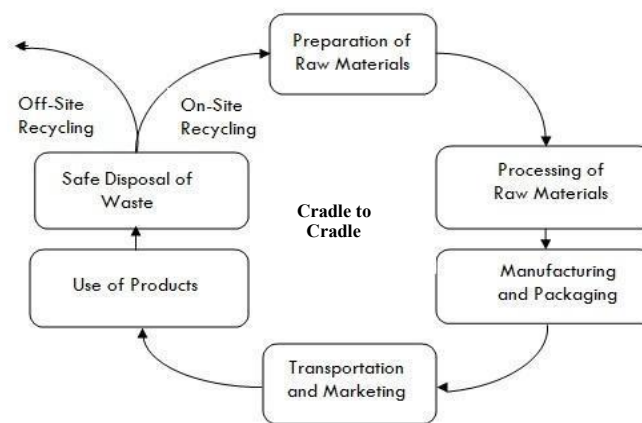 Preparation of
Raw Materials
Off-Site
Recycling
On-Site
Recycling
Safe Disposal of
Waste
Processing of
Raw Materials
Cradle to
Cradle
Use of Products
Manufacturing
and Packaging
Transportation
and Marketing